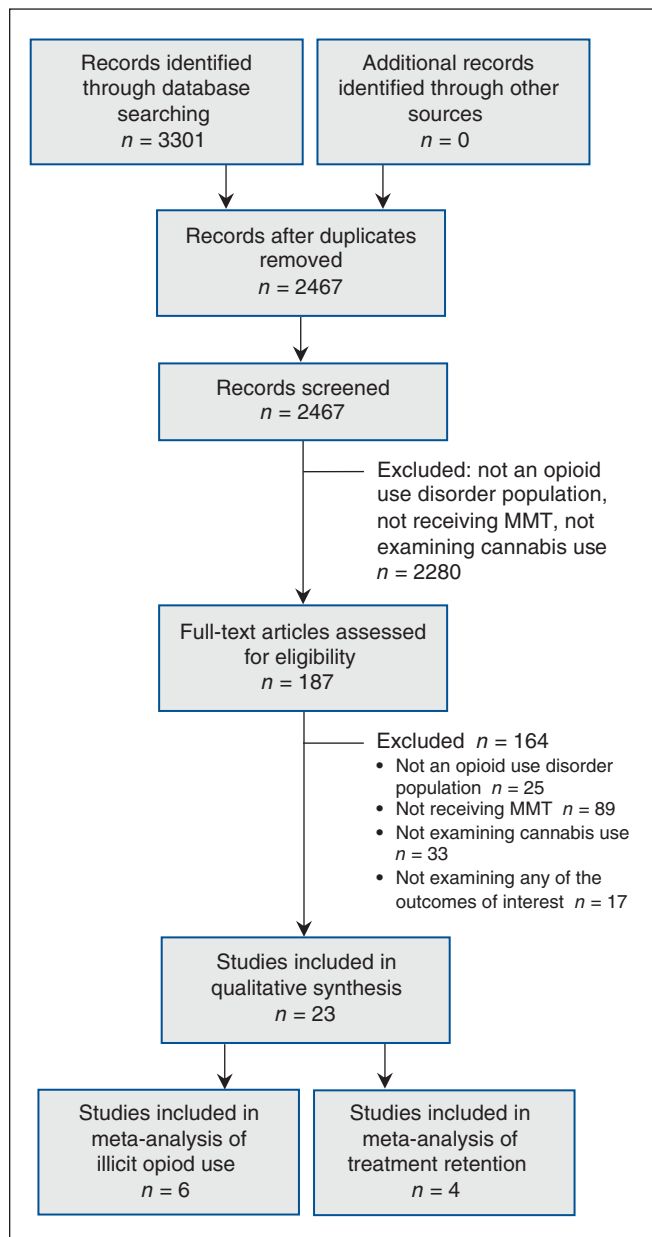 Records identified
through database
searching
n = 3301
Additional records
identified through other
sources
n = 0
Records after duplicates
removed
n = 2467
Records screened
n = 2467
Excluded: not an opioid
use disorder population,
not receiving MMT, not
examining cannabis use
n = 2280
Full-text articles assessed
for eligibility
n = 187
Excluded n = 164
• Not an opioid use disorder
population n = 25
• Not receiving MMT n = 89
• Not examining cannabis use
n = 33
• Not examining any of the
outcomes of interest n = 17
Studies included in
qualitative synthesis
n = 23
Studies included in
meta-analysis of
illicit opiod use
n = 6
Studies included in
meta-analysis of
treatment retention
n = 4